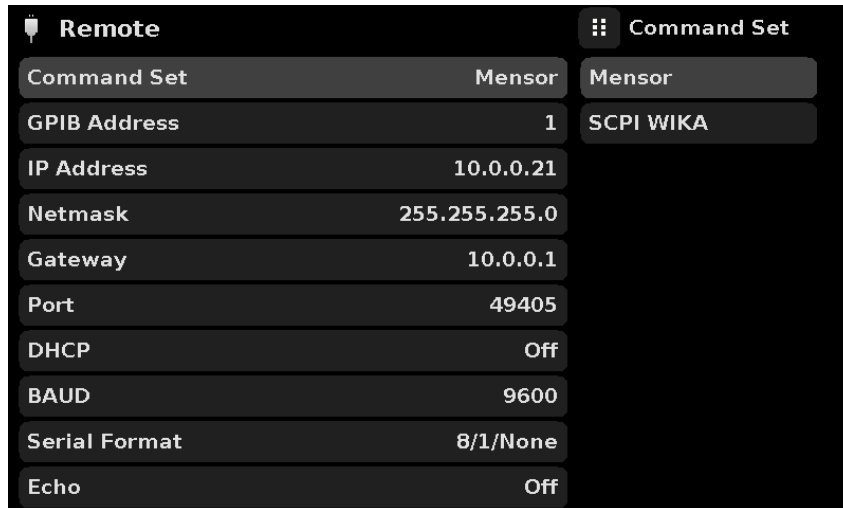 Remote
Command Set Mensor
GPIB Address 1
IP Address 10.0.0.21
Netmask 255.255.255.0
Gateway 10.0.0.1
Port 49405
DHCP Off
BAUD 9600
Serial Format 8/1/None
Echo Off
Command Set
Mensor
SCPI WIKA